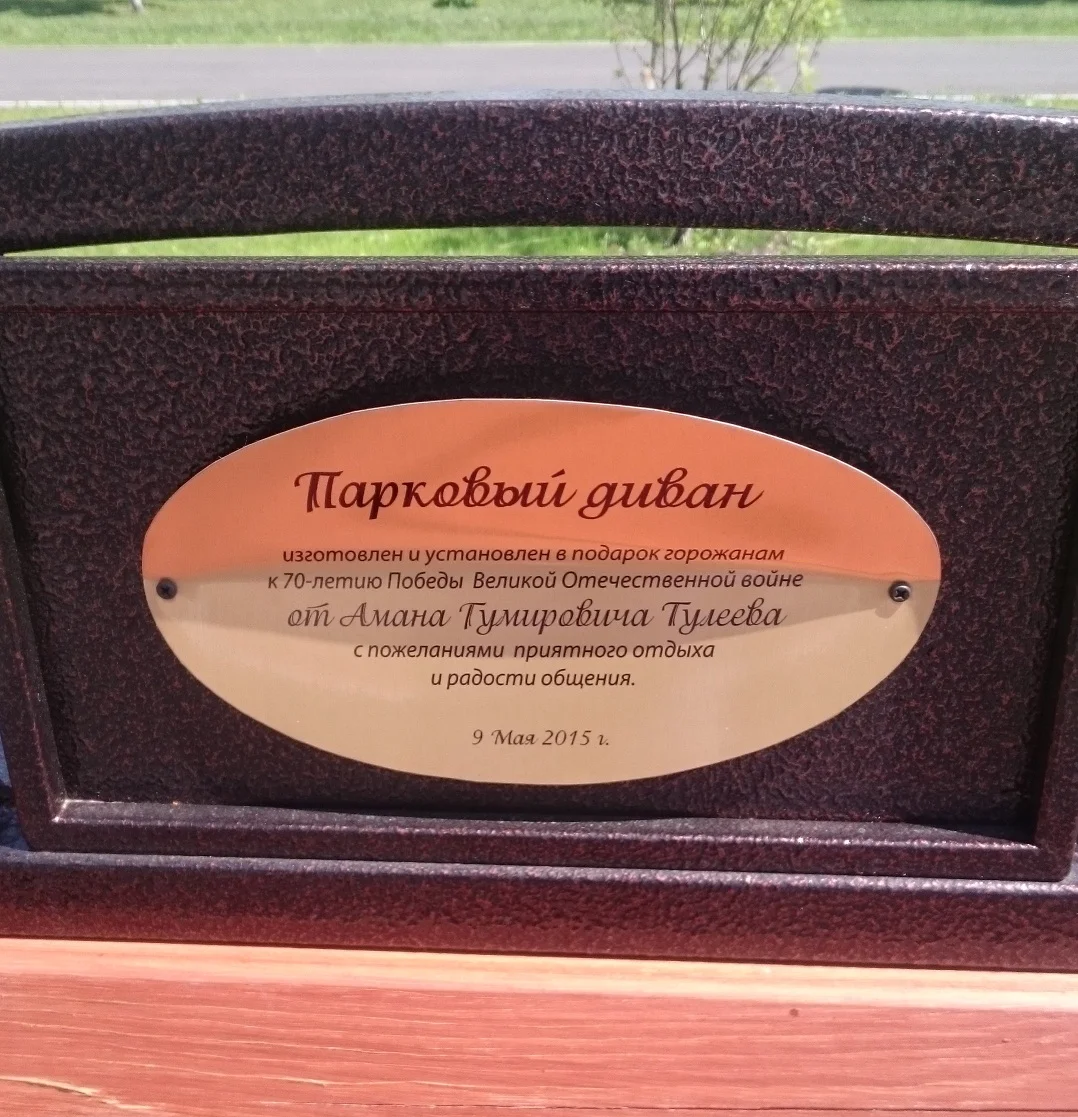 Парковый диван
изготовлен и установлен в подарок горожанам
к 70-летию Победы Великой Отечественной войне
от Амана Гумировича Тулеева
с пожеланиями приятного отдыха
и радости общения.
9 Мая 2015 г.